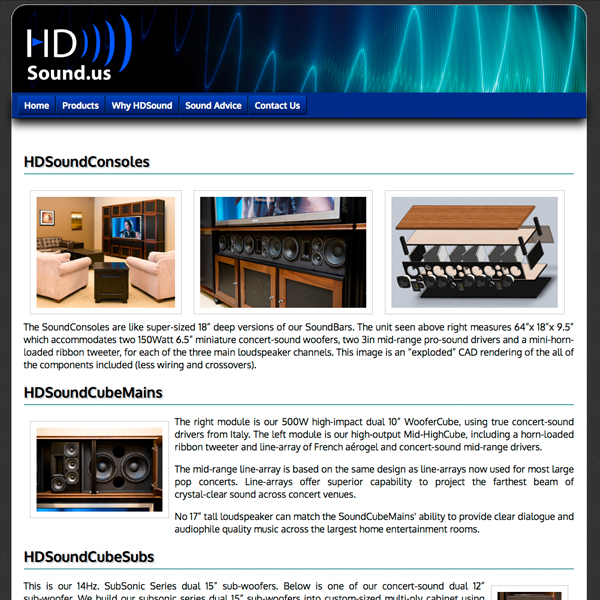 HD
Sound.us
Home Products Why HDSound Sound Advice Contact Us
HDSoundConsoles
The SoundConsoles are like super-sized 18" deep versions of our SoundBars. The unit seen above right measures 64"x 18"x 9.5"
which accommodates two 150Watt 6.5" miniature concert-sound woofers, two 3in mid-range pro-sound drivers and a mini-horn-
loaded ribbon tweeter, for each of the three main loudspeaker channels. This image is an "exploded" CAD rendering of the all of
the components included (less wiring and crossovers).
HDSoundCubeMains
The right module is our 500W high-impact dual 10" WooferCube, using true concert-sound
drivers from Italy. The left module is our high-output Mid-HighCube, including a horn-loaded
ribbon tweeter and line-array of French aérogel and concert-sound mid-range drivers.
The mid-range line-array is based on the same design as line-arrays now used for most large
pop concerts. Line-arrays offer superior capability to project the farthest beam of
crystal-clear sound across concert venues.
No 17" tall loudspeaker can match the SoundCubeMains' ability to provide clear dialogue and
audiophile quality music across the largest home entertainment rooms.
HDSoundCubeSubs
This is our 14Hz. SubSonic Series dual 15" sub-woofers. Below is one of our concert-sound dual 12"
sub-woofer. We build our subsonic series dual 15" sub-woofers into custom-sized multi-ply cabinet using